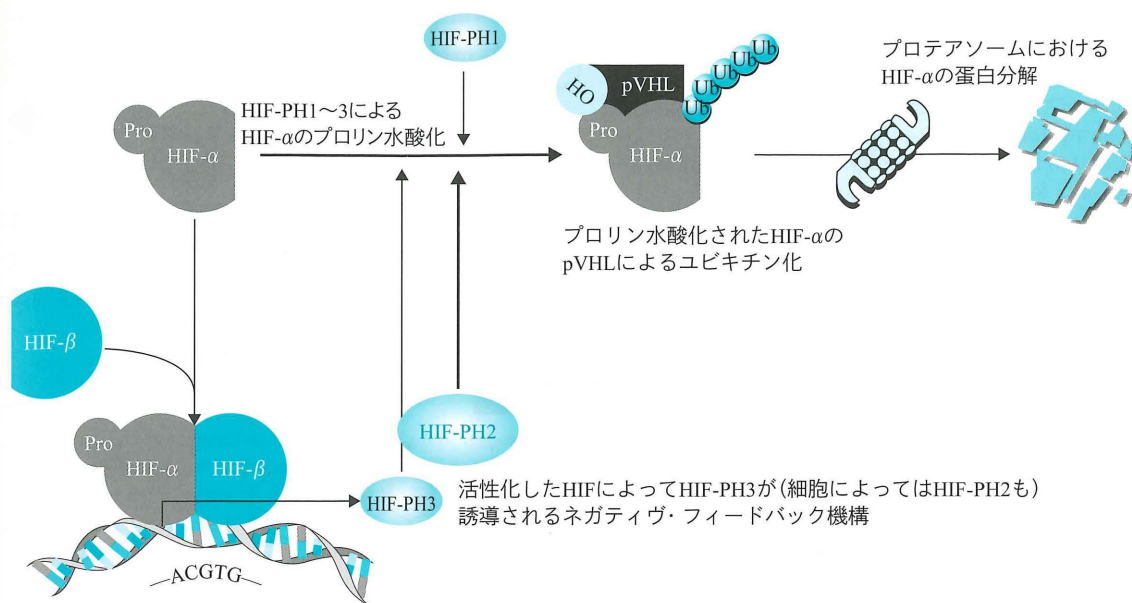 HIF-PH1
プロテアソームにおける
HIF-αの蛋白分解
Ub
Ub
Ub
Ub
Ub
HO
pVHL
Pro
HIF-α
HIF-PH1～3による
HIF-αのプロリン水酸化
Pro
HIF-α
プロリン水酸化されたHIF-αの
pVHLによるユビキチン化
HIF-β
Pro
HIF-α
HIF-β
HIF-PH2
HIF-PH3
活性化したHIFによってHIF-PH3が(細胞によってはHIF-PH2も)
誘導されるネガティヴ・フィードバック機構
ACGTG